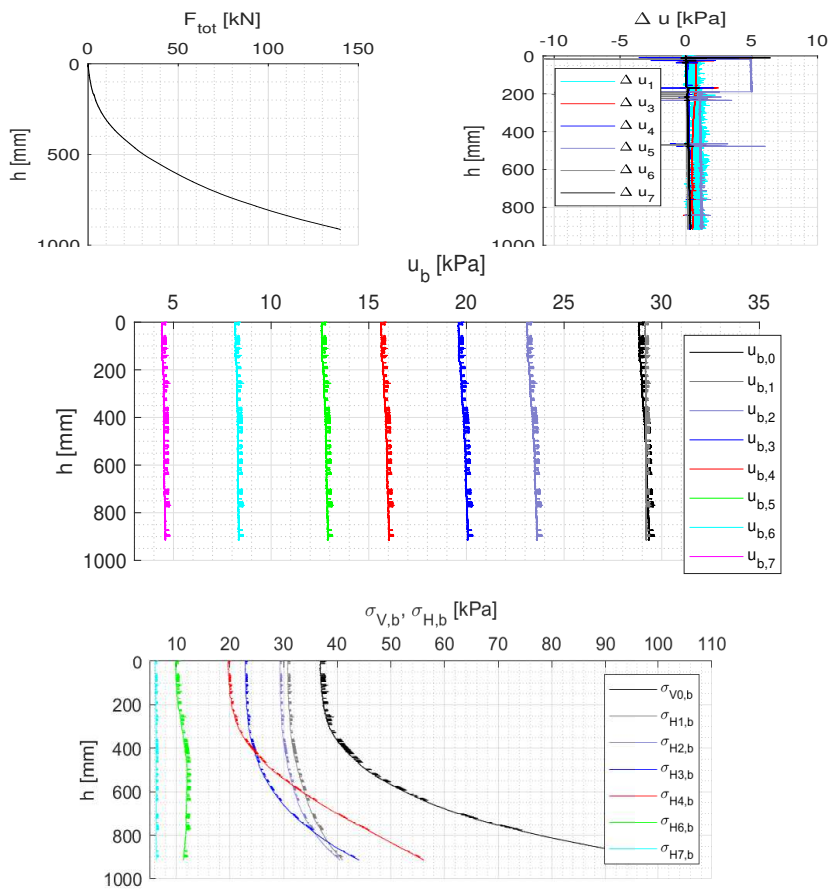 F_tot [kN]
0 50 100 150
0
500
1000
h [mm]
Δ u [kPa]
-10 -5 0 5 10
0
200
400
600
800
1000
h [mm]
Δ u_1
Δ u_3
Δ u_4
Δ u_5
Δ u_6
Δ u_7
u_b [kPa]
5 10 15 20 25 30 35
0
200
400
600
800
1000
h [mm]
u_b,0
u_b,1
u_b,2
u_b,3
u_b,4
u_b,5
u_b,6
u_b,7
σ_V,b, σ_H,b [kPa]
10 20 30 40 50 60 70 80 90 100 110
0
200
400
600
800
1000
h [mm]
σ_V0,b
σ_H1,b
σ_H2,b
σ_H3,b
σ_H4,b
σ_H6,b
σ_H7,b